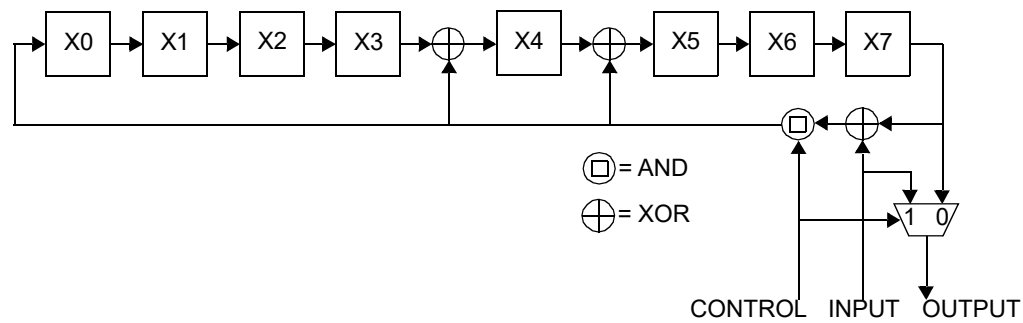 X0 X1 X2 X3 X4 X5 X6 X7
= AND
= XOR
1 0
CONTROL INPUT OUTPUT